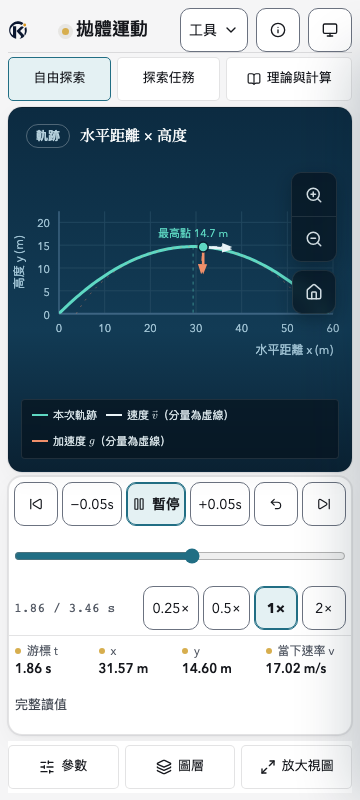 拋體運動
工具
自由探索
探索任務
理論與計算
軌跡 水平距離 × 高度
最高點 14.7 m
高度 y (m)
20
15
10
5
0
0 10 20 30 40 50 60
水平距離 x (m)
本次軌跡 速度 v⃗ (分量為虛線)
加速度 g (分量為虛線)
−0.05s 暫停 +0.05s
1.86 / 3.46 s 0.25× 0.5× 1× 2×
游標 t x y 當下速率 v
1.86 s 31.57 m 14.60 m 17.02 m/s
完整讀值
參數 圖層 放大視圖